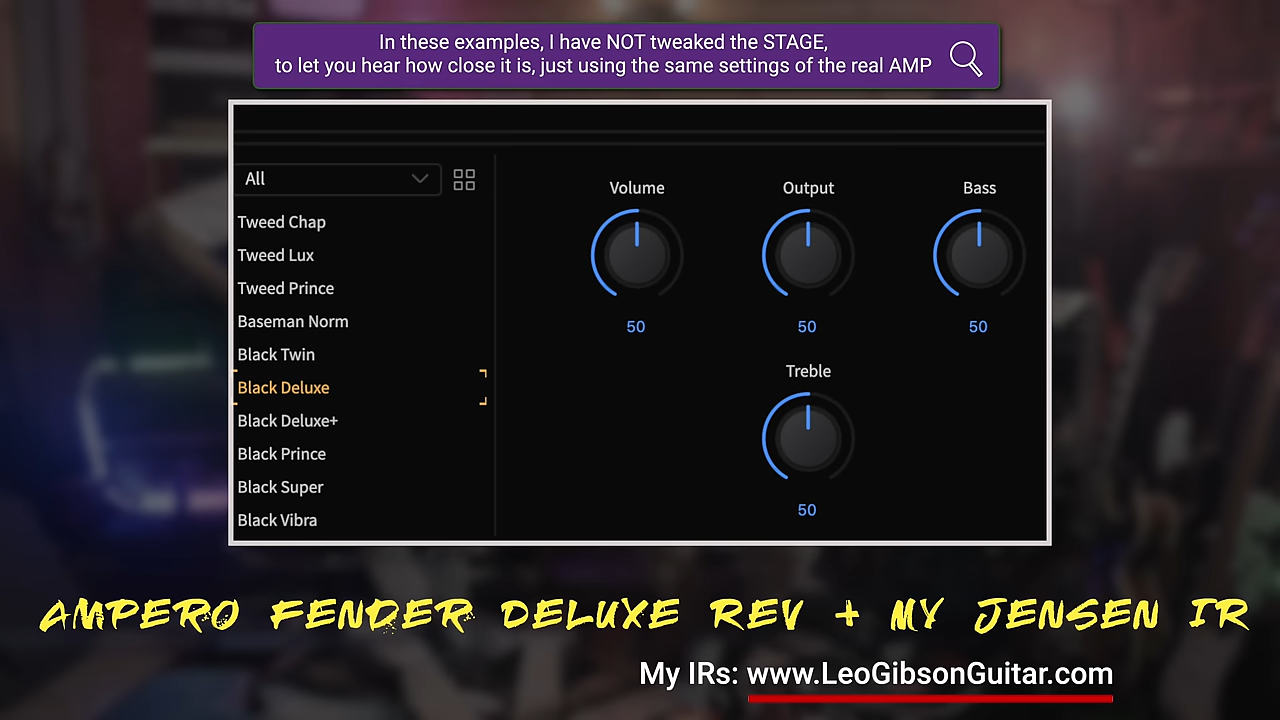 In these examples, I have NOT tweaked the STAGE,
to let you hear how close it is, just using the same settings of the real AMP
All
Tweed Chap
Tweed Lux
Tweed Prince
Baseman Norm
Black Twin
Black Deluxe
Black Deluxe+
Black Prince
Black Super
Black Vibra
Volume Output Bass
50 50 50
Treble
50
AMPERO FENDER DELUXE REV + MY JENSEN IR
My IRs: www.LeoGibsonGuitar.com